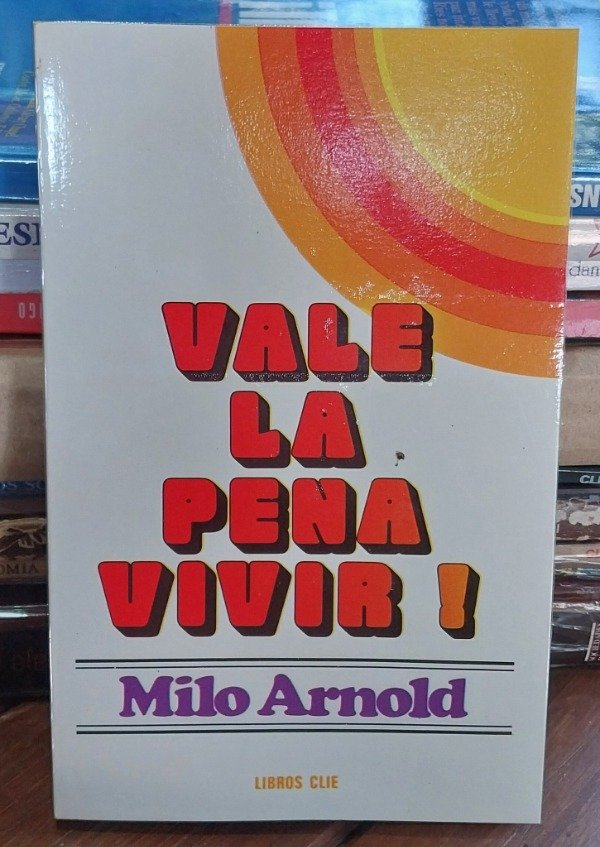 VALE
LA
PENA
VIVIR !
Milo Arnold
LIBROS CLIE